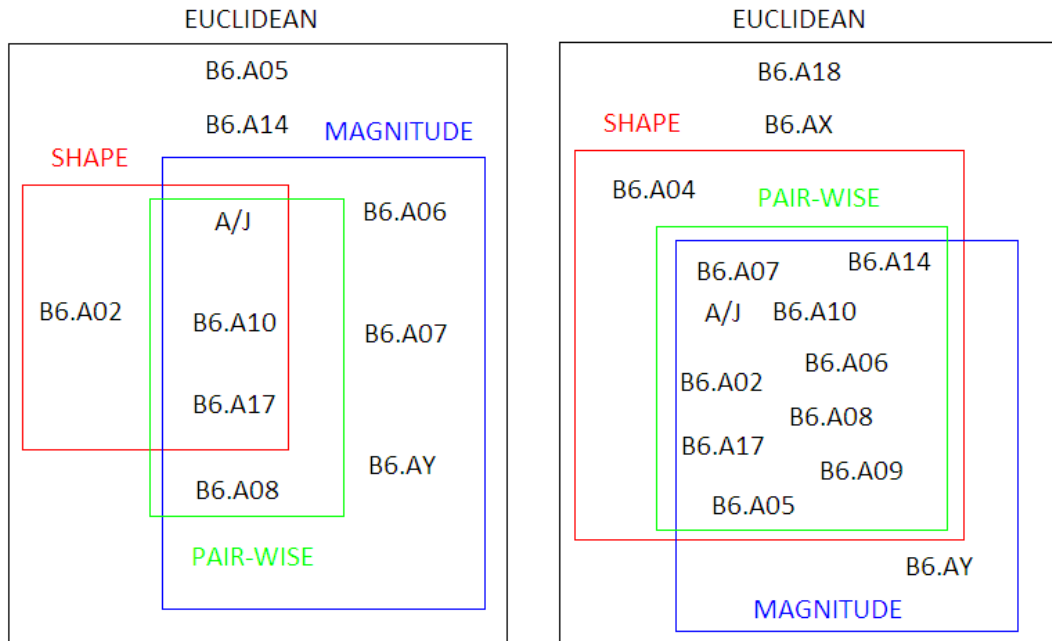 EUCLIDEAN
B6.A05
B6.A14
MAGNITUDE
SHAPE
A/J
B6.A06
B6.A02
B6.A10
B6.A07
B6.A17
B6.AY
B6.A08
PAIR-WISE
EUCLIDEAN
B6.A18
SHAPE
B6.AX
B6.A04
PAIR-WISE
B6.A07
B6.A14
A/J
B6.A10
B6.A06
B6.A02
B6.A08
B6.A17
B6.A09
B6.A05
B6.AY
MAGNITUDE